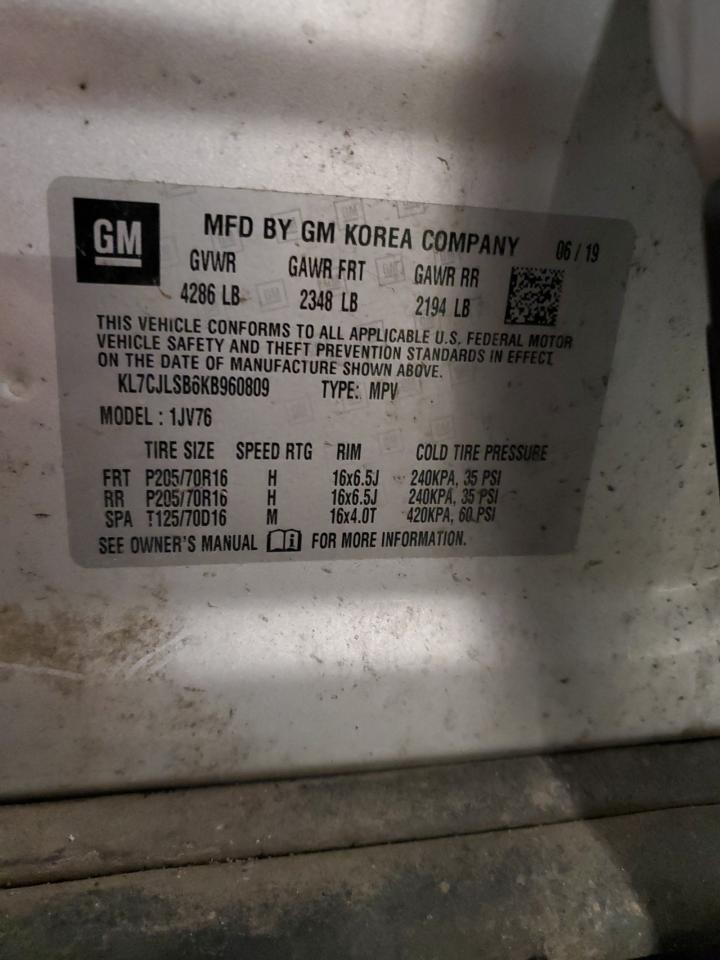 GM
MFD BY GM KOREA COMPANY 06 / 19
GVWR GAWR FRT GAWR RR
4286 LB 2348 LB 2194 LB
THIS VEHICLE CONFORMS TO ALL APPLICABLE U.S. FEDERAL MOTOR
VEHICLE SAFETY AND THEFT PREVENTION STANDARDS IN EFFECT
ON THE DATE OF MANUFACTURE SHOWN ABOVE.
KL7CJLSB6KB960809 TYPE: MPV
MODEL : 1JV76
TIRE SIZE SPEED RTG RIM COLD TIRE PRESSURE
FRT P205/70R16 H 16x6.5J 240KPA, 35 PSI
RR P205/70R16 H 16x6.5J 240KPA, 35 PSI
SPA T125/70D16 M 16x4.0T 420KPA, 60 PSI
SEE OWNER'S MANUAL FOR MORE INFORMATION.